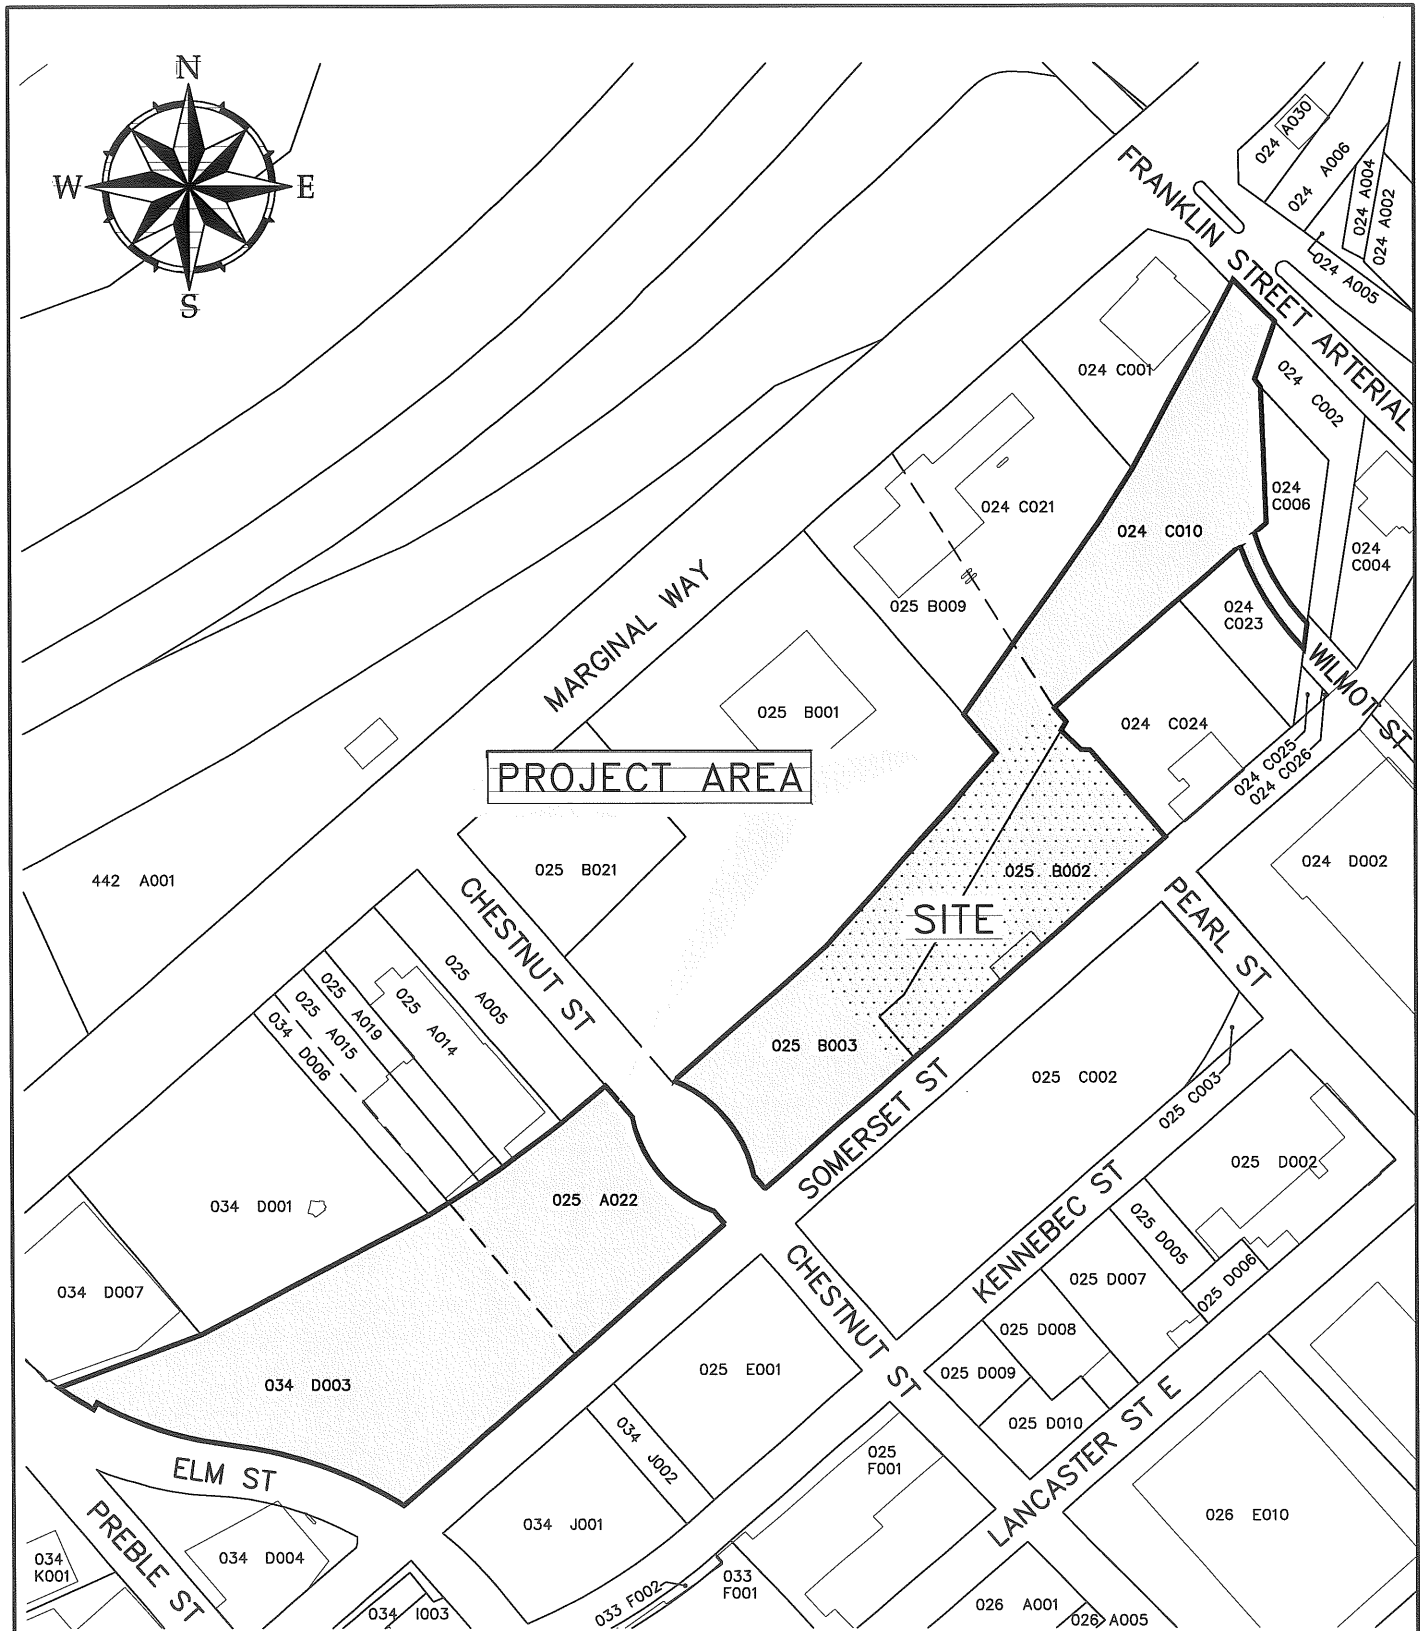 N
W
E
S
FRANKLIN STREET ARTERIAL
024 A030
024 A006
024 A004
024 A002
024 A005
024 C001
024 C002
024 C021
024 C006
024 C010
024 C004
025 B009
024 C023
MARGINAL WAY
WILMOT ST
025 B001
024 C024
024 C025
024 C026
PROJECT AREA
025 B021
025 B002
024 D002
442 A001
CHESTNUT ST
SITE
PEARL ST
025 A005
025 A014
025 A019
025 A015
034 D006
025 B003
SOMERSET ST
025 C002
025 C003
025 D002
034 D001
025 A022
KENNEBEC ST
025 D005
025 D006
025 D007
034 D007
CHESTNUT ST
025 D008
025 E001
025 D009
034 D003
025 D010
LANCASTER ST E
034 J002
025
F001
ELM ST
034 J001
026 E010
PREBLE ST
034 D004
034
K001
033
F001
033 F002
034 I003
026 A001
026 A005